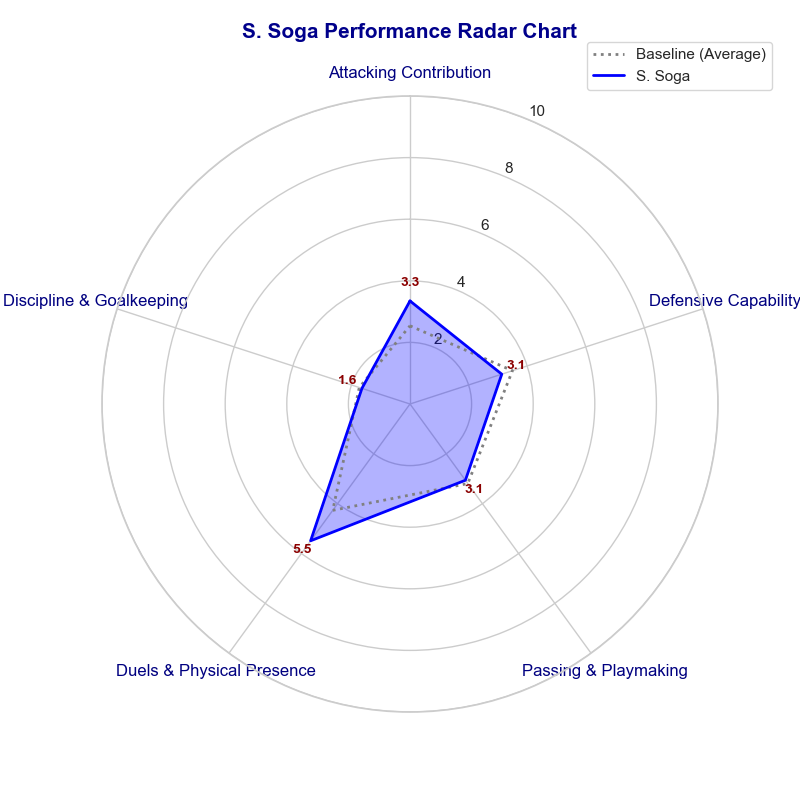 S. Soga Performance Radar Chart
Baseline (Average)
S. Soga
Attacking Contribution
10
8
6
4
2
3.3
Discipline & Goalkeeping
Defensive Capability
1.6
3.1
3.1
5.5
Duels & Physical Presence
Passing & Playmaking